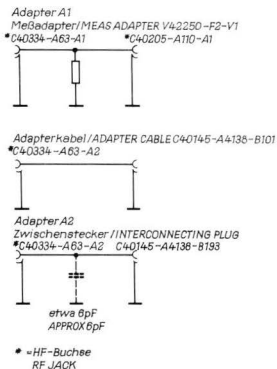 Adapter A1
Meßadapter/MEAS ADAPTER V42250-F2-V1
*C40334-A63-A1 *C40205-A110-A1
Adapterkabel/ADAPTER CABLE C40145-A4138-B101
*C40334-A63-A2
Adapter A2
Zwischenstecker/INTERCONNECTING PLUG
*C40334-A63-A2 C40145-A4138-B193
etwa 6pF
APPROX 6pF
* =HF-Buchse
RF JACK